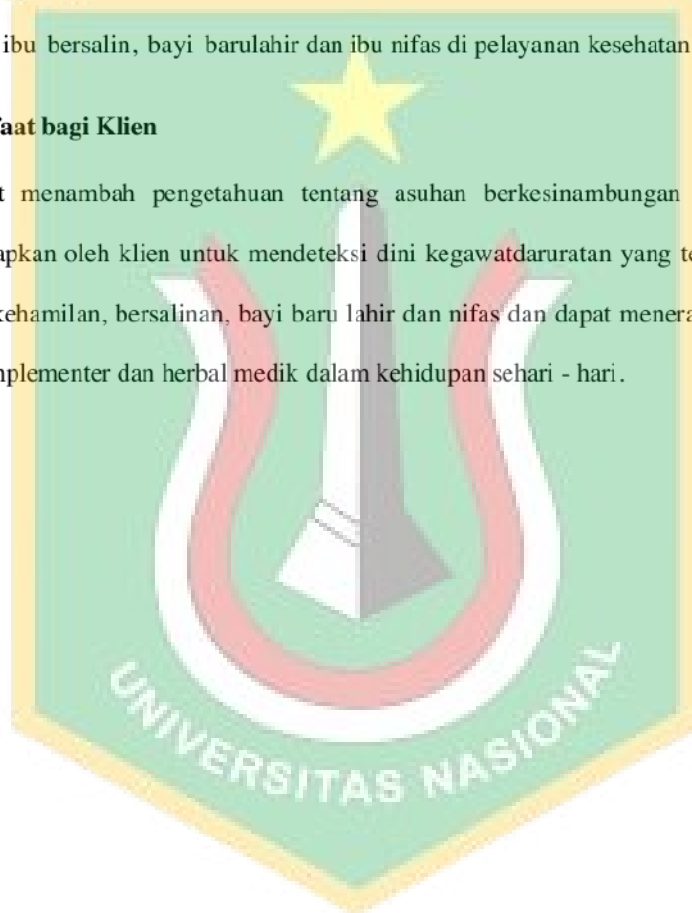 ibu bersalin, bayi barulahir dan ibu nifas di pelayanan kesehatan
faat bagi Klien
t menambah pengetahuan tentang asuhan berkesinambungan
apkan oleh klien untuk mendeteksi dini kegawatdaruratan yang te
kehamilan, bersalinan, bayi baru lahir dan nifas dan dapat menera
mplementer dan herbal medik dalam kehidupan sehari - hari.
UNIVERSITAS NASIONAL